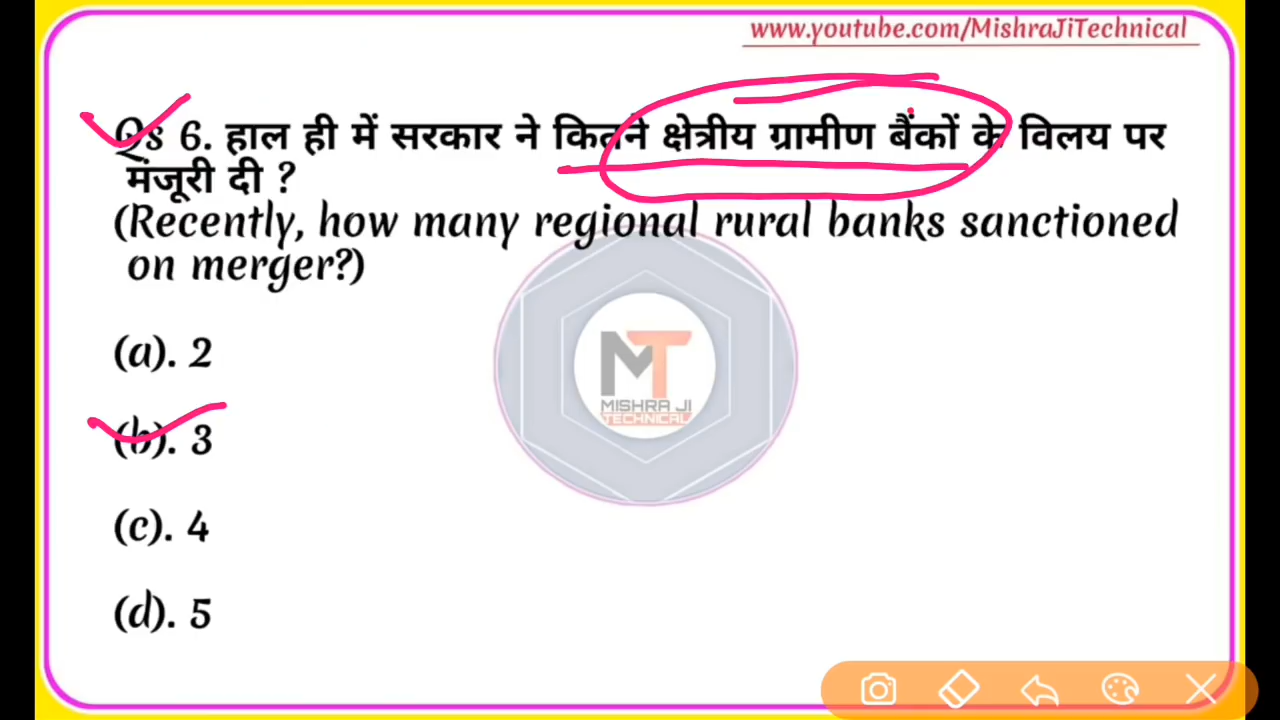 www.youtube.com/MishraJiTechnical
Qs 6. हाल ही में सरकार ने कितने क्षेत्रीय ग्रामीण बैंकों के विलय पर
मंजूरी दी ?
(Recently, how many regional rural banks sanctioned
on merger?)
(a). 2
(b). 3
(c). 4
(d). 5
MT
MISHRA JI
TECHNICAL